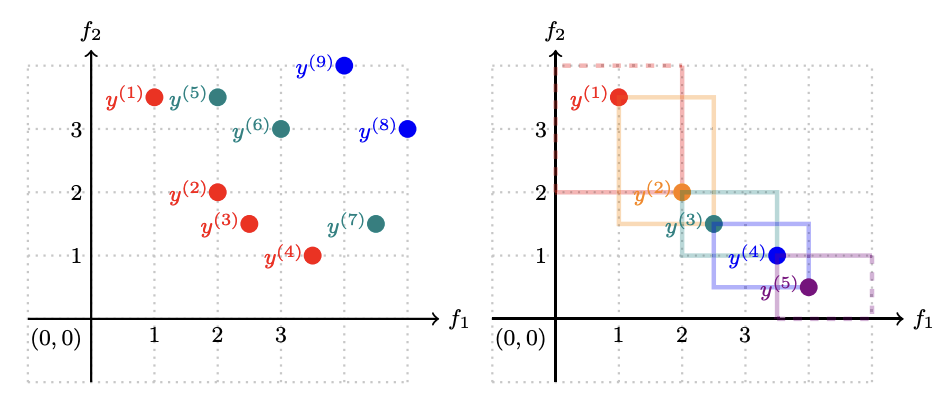 f₂
y⁽⁹⁾
y⁽¹⁾ y⁽⁵⁾
3 y⁽⁶⁾ y⁽⁸⁾
2 y⁽²⁾
y⁽³⁾ y⁽⁷⁾
1 y⁽⁴⁾
f₁
(0, 0) 1 2 3
f₂
y⁽¹⁾
3
2 y⁽²⁾
y⁽³⁾
1 y⁽⁴⁾
y⁽⁵⁾
f₁
(0, 0) 1 2 3